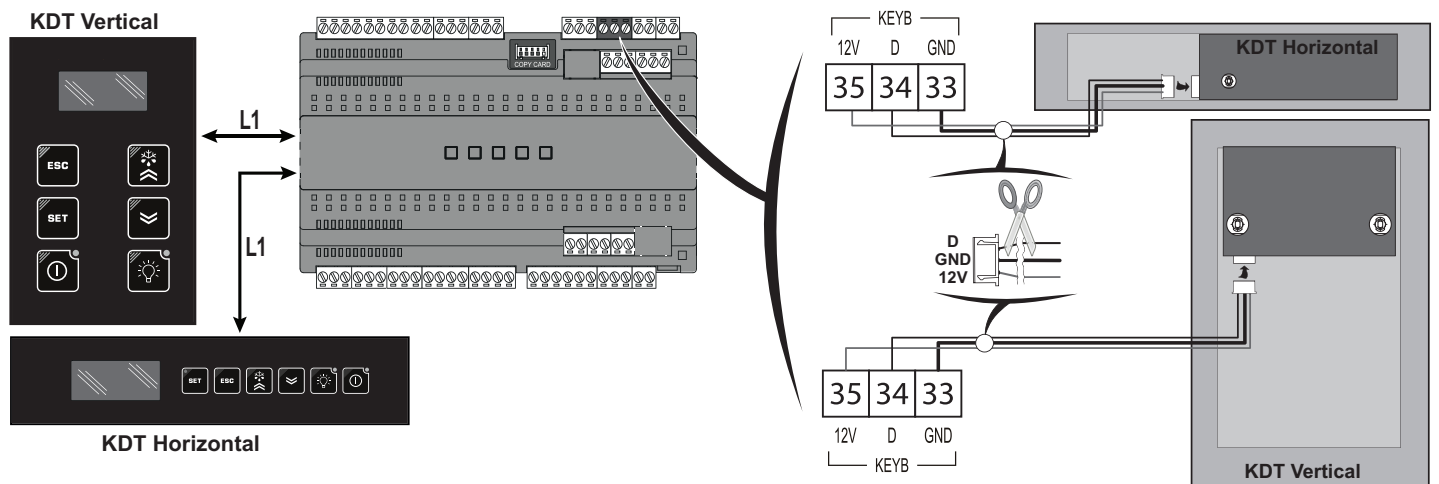 KDT Vertical
ESC
SET
L1
L1
COPY CARD
SET ESC
KDT Horizontal
KEYB
12V D GND
35 34 33
KDT Horizontal
D
GND
12V
35 34 33
12V D GND
KEYB
KDT Vertical